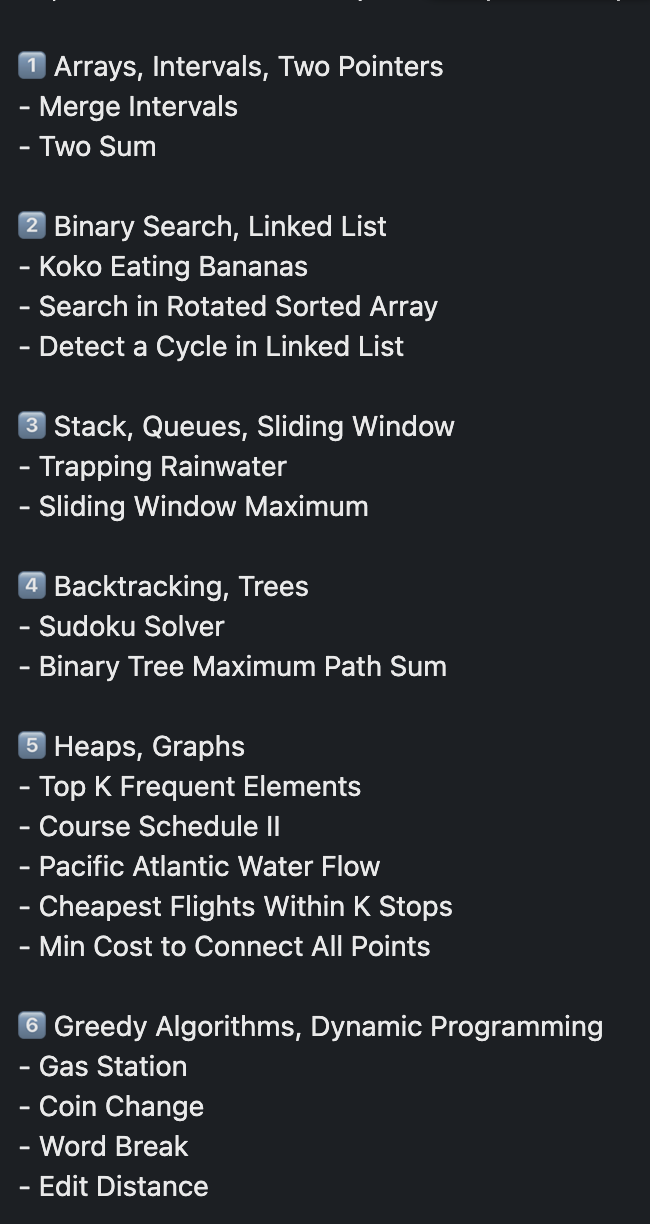 1️⃣ Arrays, Intervals, Two Pointers
- Merge Intervals
- Two Sum
2️⃣ Binary Search, Linked List
- Koko Eating Bananas
- Search in Rotated Sorted Array
- Detect a Cycle in Linked List
3️⃣ Stack, Queues, Sliding Window
- Trapping Rainwater
- Sliding Window Maximum
4️⃣ Backtracking, Trees
- Sudoku Solver
- Binary Tree Maximum Path Sum
5️⃣ Heaps, Graphs
- Top K Frequent Elements
- Course Schedule II
- Pacific Atlantic Water Flow
- Cheapest Flights Within K Stops
- Min Cost to Connect All Points
6️⃣ Greedy Algorithms, Dynamic Programming
- Gas Station
- Coin Change
- Word Break
- Edit Distance